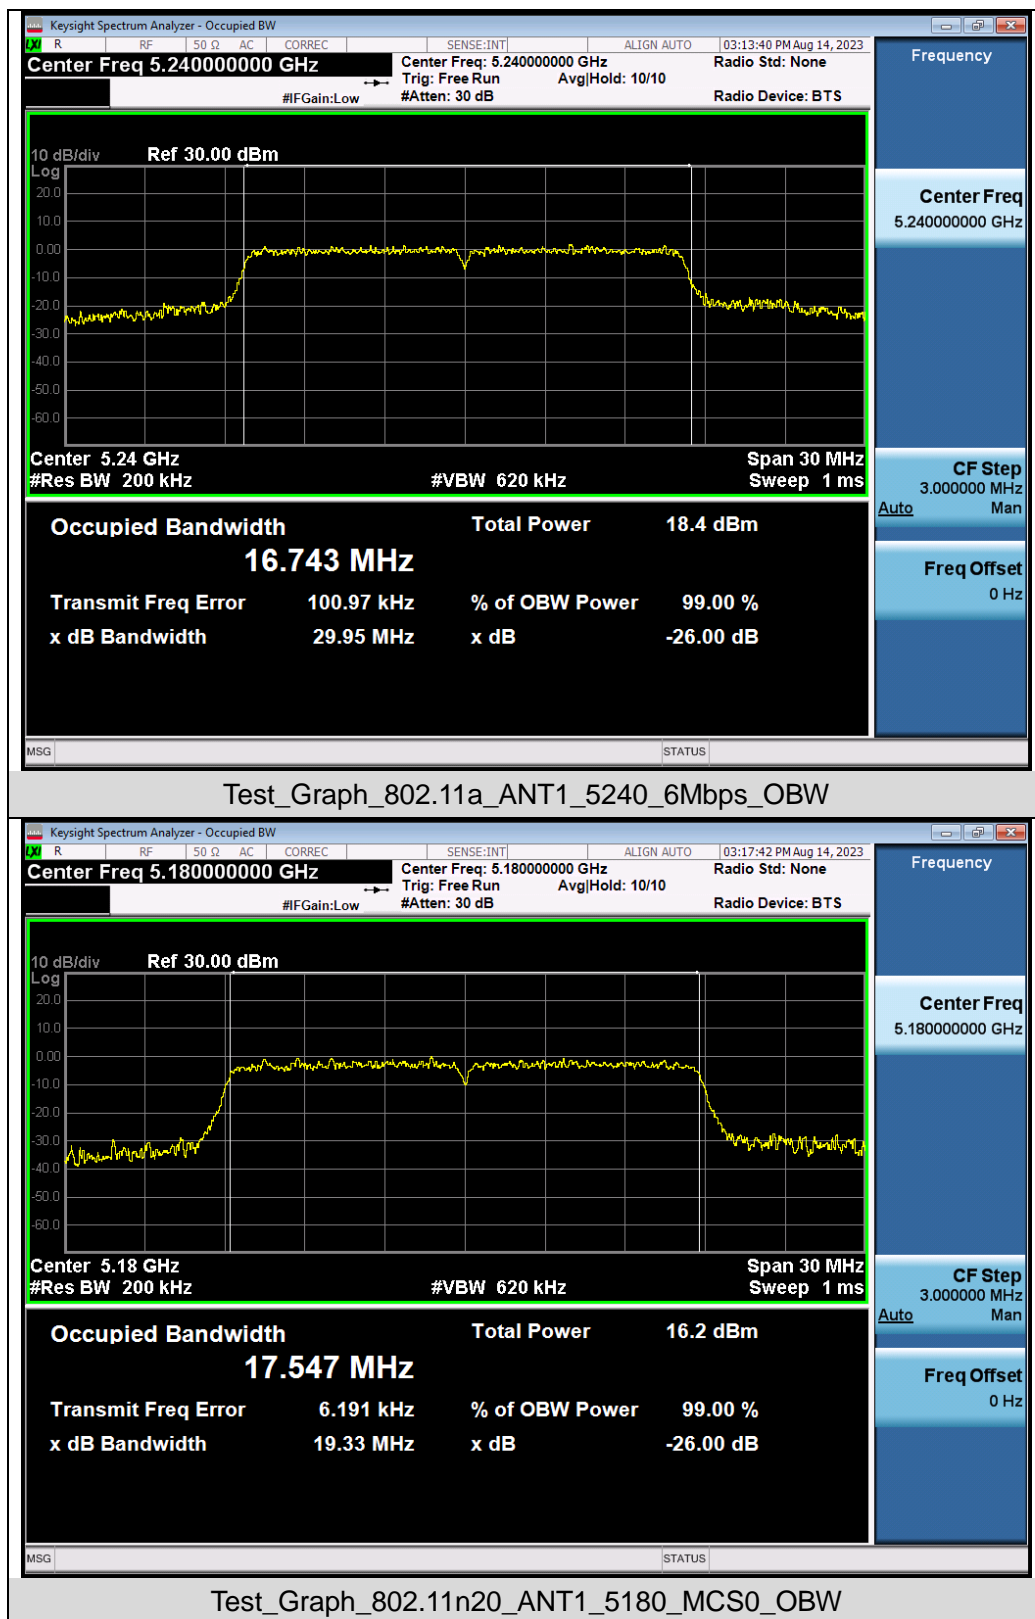 Keysight Spectrum Analyzer - Occupied BW
LXI R RF 50 Ω AC CORREC SENSE:INT ALIGN AUTO 03:13:40 PM Aug 14, 2023
Center Freq 5.240000000 GHz
Center Freq: 5.240000000 GHz Radio Std: None
Trig: Free Run Avg|Hold: 10/10
#IFGain:Low #Atten: 30 dB Radio Device: BTS
Frequency
10 dB/div Ref 30.00 dBm
Log
20.0
10.0
0.00
-10.0
-20.0
-30.0
-40.0
-50.0
-60.0
Center 5.24 GHz Span 30 MHz
#Res BW 200 kHz #VBW 620 kHz Sweep 1 ms
Center Freq
5.240000000 GHz
CF Step
3.000000 MHz
Auto Man
Freq Offset
0 Hz
Occupied Bandwidth Total Power 18.4 dBm
16.743 MHz
Transmit Freq Error 100.97 kHz % of OBW Power 99.00 %
x dB Bandwidth 29.95 MHz x dB -26.00 dB
MSG STATUS
Test_Graph_802.11a_ANT1_5240_6Mbps_OBW
Keysight Spectrum Analyzer - Occupied BW
LXI R RF 50 Ω AC CORREC SENSE:INT ALIGN AUTO 03:17:42 PM Aug 14, 2023
Center Freq 5.180000000 GHz
Center Freq: 5.180000000 GHz Radio Std: None
Trig: Free Run Avg|Hold: 10/10
#IFGain:Low #Atten: 30 dB Radio Device: BTS
Frequency
10 dB/div Ref 30.00 dBm
Log
20.0
10.0
0.00
-10.0
-20.0
-30.0
-40.0
-50.0
-60.0
Center 5.18 GHz Span 30 MHz
#Res BW 200 kHz #VBW 620 kHz Sweep 1 ms
Center Freq
5.180000000 GHz
CF Step
3.000000 MHz
Auto Man
Freq Offset
0 Hz
Occupied Bandwidth Total Power 16.2 dBm
17.547 MHz
Transmit Freq Error 6.191 kHz % of OBW Power 99.00 %
x dB Bandwidth 19.33 MHz x dB -26.00 dB
MSG STATUS
Test_Graph_802.11n20_ANT1_5180_MCS0_OBW